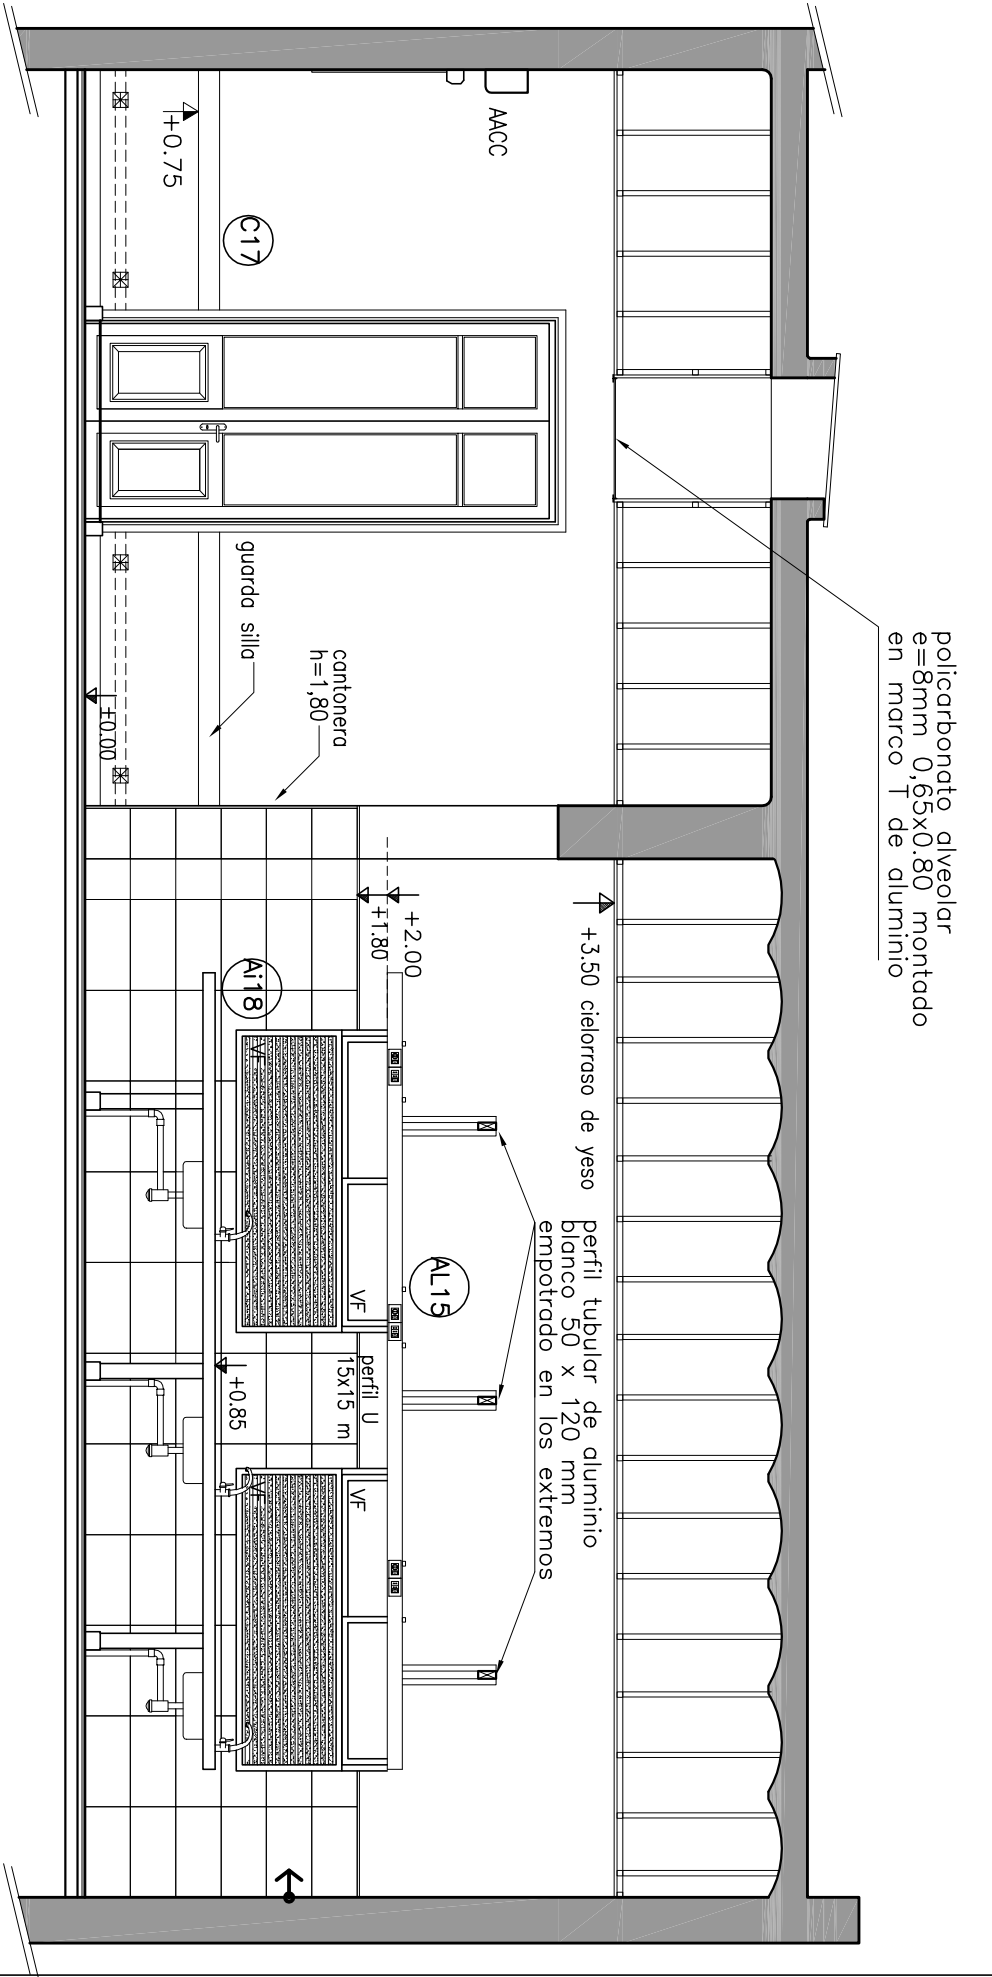 policarbonato alveolar
e=8mm 0,65x0.80 montado
en marco T de aluminio
AACC
+0.75
C17
guarda silla
cantonera
h=1,80
±0.00
+3.50 cielorraso de yeso
+2.00
+1.80
Ai18
perfil tubular de aluminio
blanco 50 x 120 mm
empotrado en los extremos
AL15
VF
VF
perfil U
15x15 m
+0.85
VF
VF